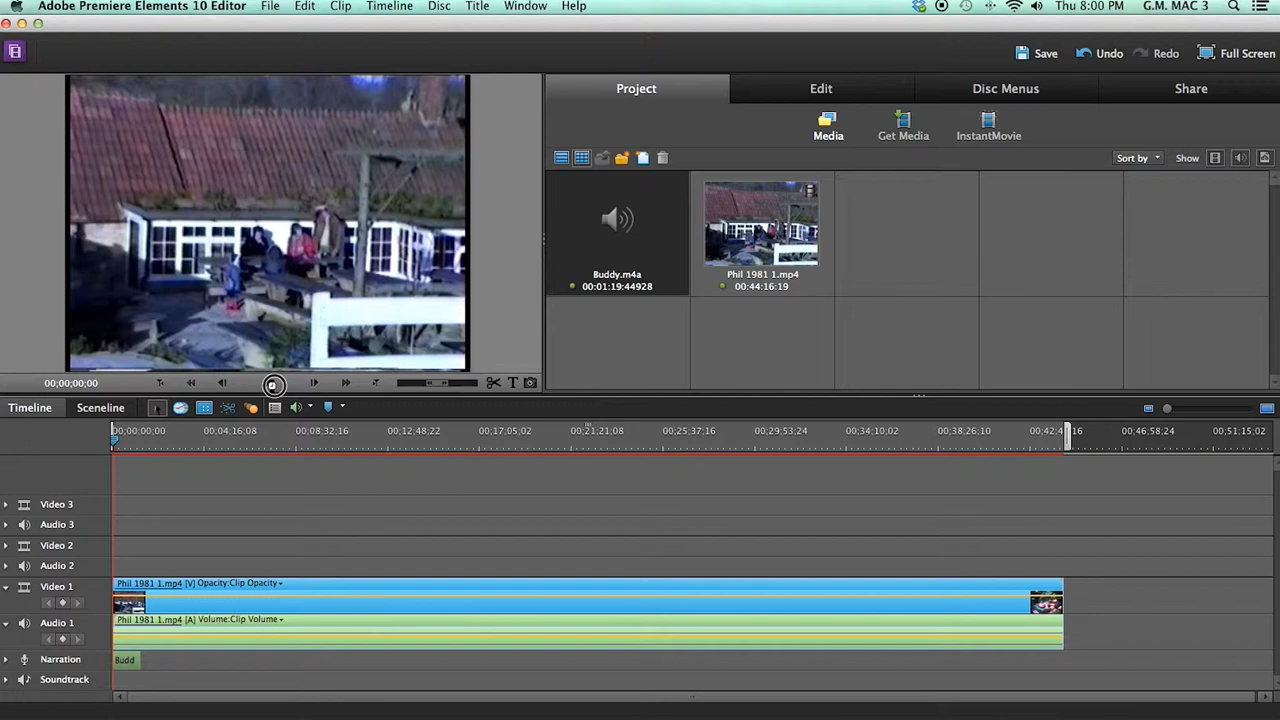 Adobe Premiere Elements 10 Editor File Edit Clip Timeline Disc Title Window Help Thu 8:00 PM G.M. MAC 3
Save Undo Redo Full Screen
Project Edit Disc Menus Share
Media Get Media InstantMovie
Sort by Show
Buddy.m4a
00:01:19:44928
Phil 1981 1.mp4
00:44:16:19
00;00;00;00
T
Timeline Sceneline
00;00;00;00 00;04;16;08 00;08;32;16 00;12;48;22 00;17;05;02 00;21;21;08 00;25;37;16 00;29;53;24 00;34;10;02 00;38;26;10 00;42;4 16 00;46;58;24 00;51;15;02
Video 3
Audio 3
Video 2
Audio 2
Video 1 Phil 1981 1.mp4 [V] Opacity:Clip Opacity
Audio 1 Phil 1981 1.mp4 [A] Volume:Clip Volume
Narration Budd
Soundtrack